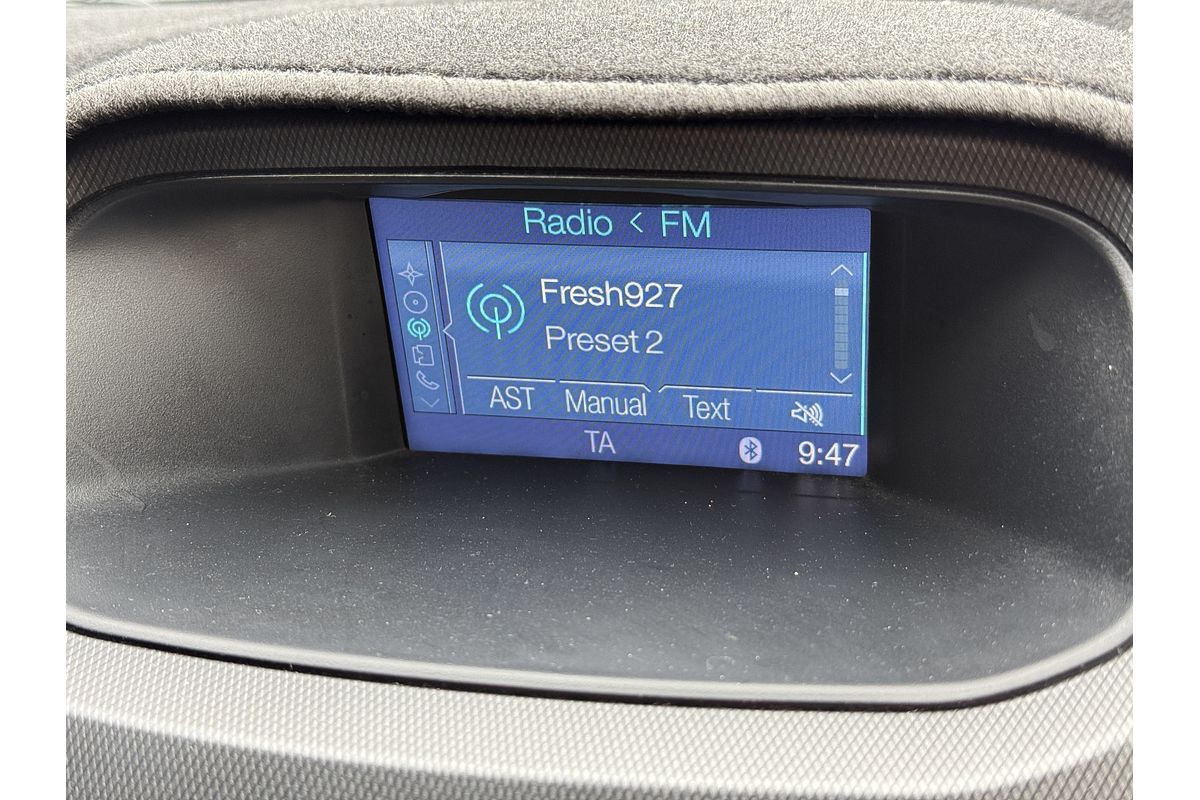 Radio < FM
Fresh927
Preset 2
AST Manual Text
TA 9:47